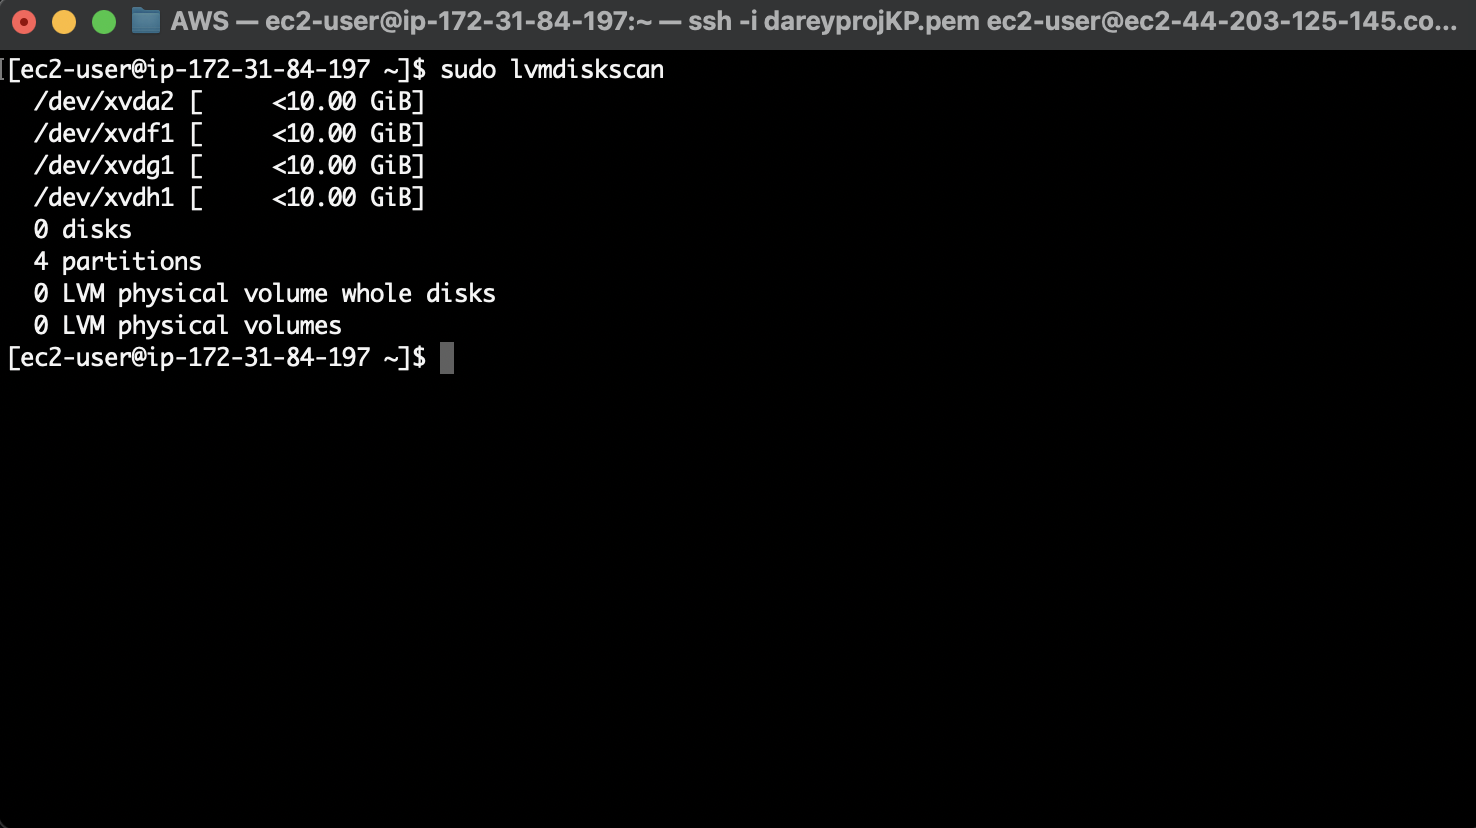 AWS — ec2-user@ip-172-31-84-197:~ — ssh -i dareyprojKP.pem ec2-user@ec2-44-203-125-145.co...
[ec2-user@ip-172-31-84-197 ~]$ sudo lvmdiskscan
  /dev/xvda2 [     <10.00 GiB]
  /dev/xvdf1 [     <10.00 GiB]
  /dev/xvdg1 [     <10.00 GiB]
  /dev/xvdh1 [     <10.00 GiB]
  0 disks
  4 partitions
  0 LVM physical volume whole disks
  0 LVM physical volumes
[ec2-user@ip-172-31-84-197 ~]$